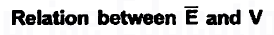 Relation between E̅ and V